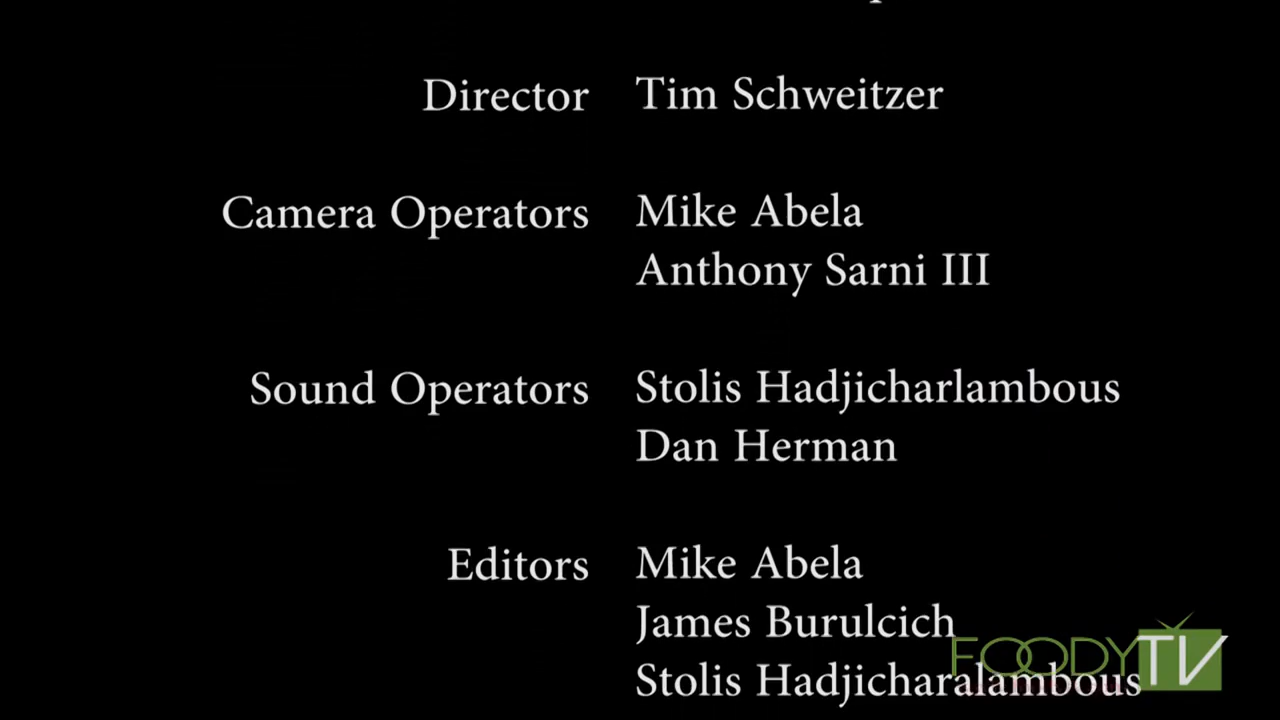 Director Tim Schweitzer
Camera Operators Mike Abela
Anthony Sarni III
Sound Operators Stolis Hadjicharlambous
Dan Herman
Editors Mike Abela
James Burulcich
Stolis Hadjicharalambous
FOODYTV